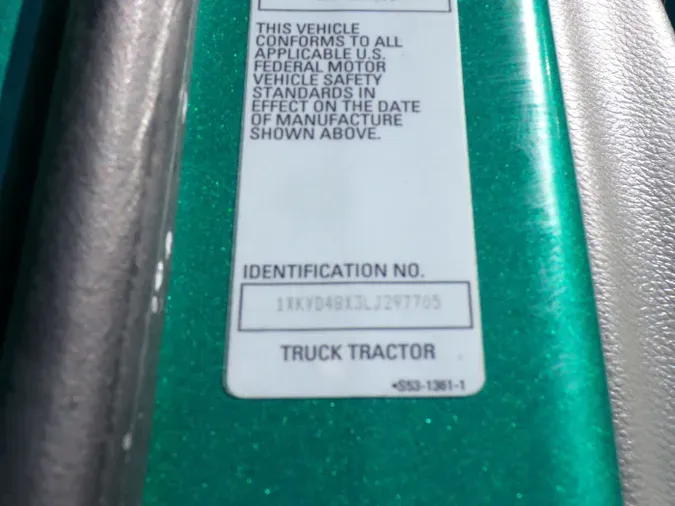 THIS VEHICLE
CONFORMS TO ALL
APPLICABLE U.S.
FEDERAL MOTOR
VEHICLE SAFETY
STANDARDS IN
EFFECT ON THE DATE
OF MANUFACTURE
SHOWN ABOVE.
IDENTIFICATION NO.
1XKYD48X3LJ297765
TRUCK TRACTOR
•S53-1361-1